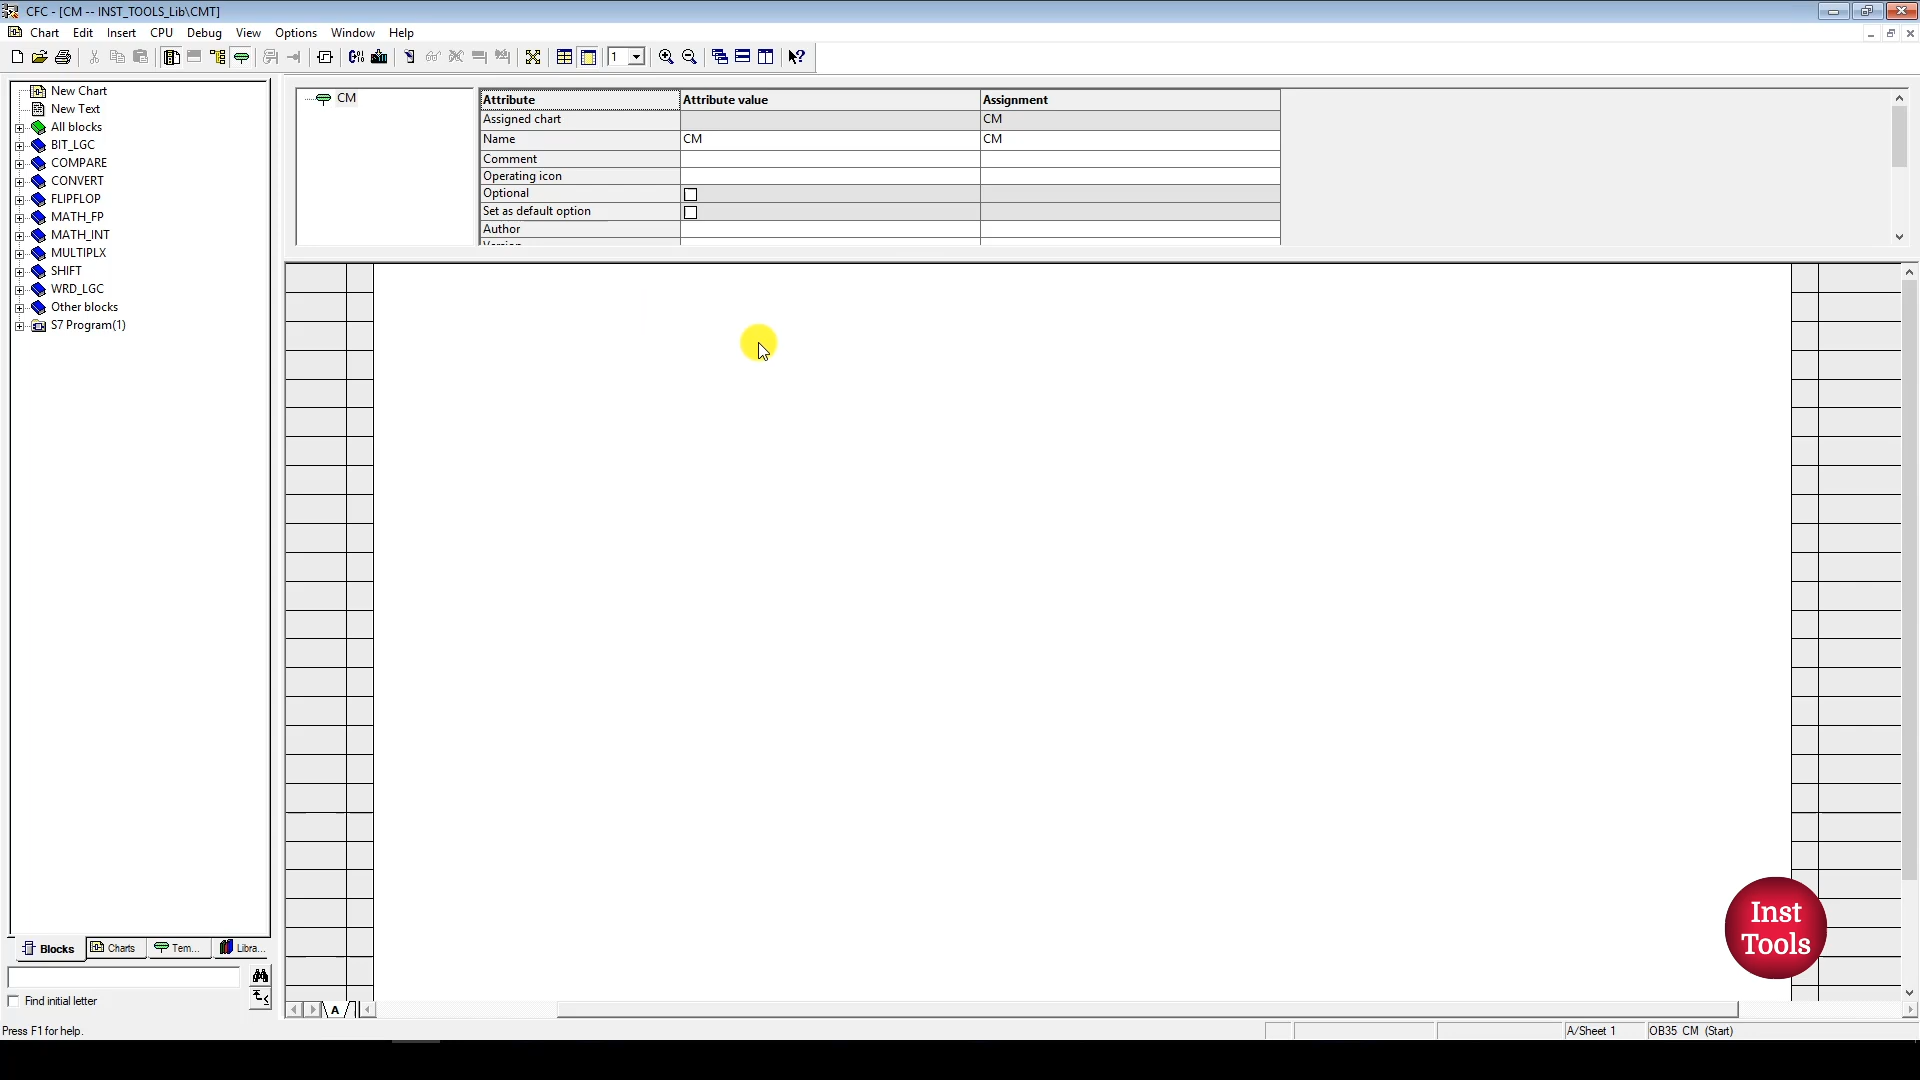 CFC - [CM -- INST_TOOLS_Lib\CMT]
Chart Edit Insert CPU Debug View Options Window Help
1
New Chart
New Text
All blocks
BIT_LGC
COMPARE
CONVERT
FLIPFLOP
MATH_FP
MATH_INT
MULTIPLX
SHIFT
WRD_LGC
Other blocks
S7 Program(1)
CM
Attribute Attribute value Assignment
Assigned chart CM
Name CM CM
Comment
Operating icon
Optional
Set as default option
Author
Version
Inst
Tools
Blocks Charts Tem... Libra...
Find initial letter
A
Press F1 for help.
A/Sheet 1 OB35 CM (Start)